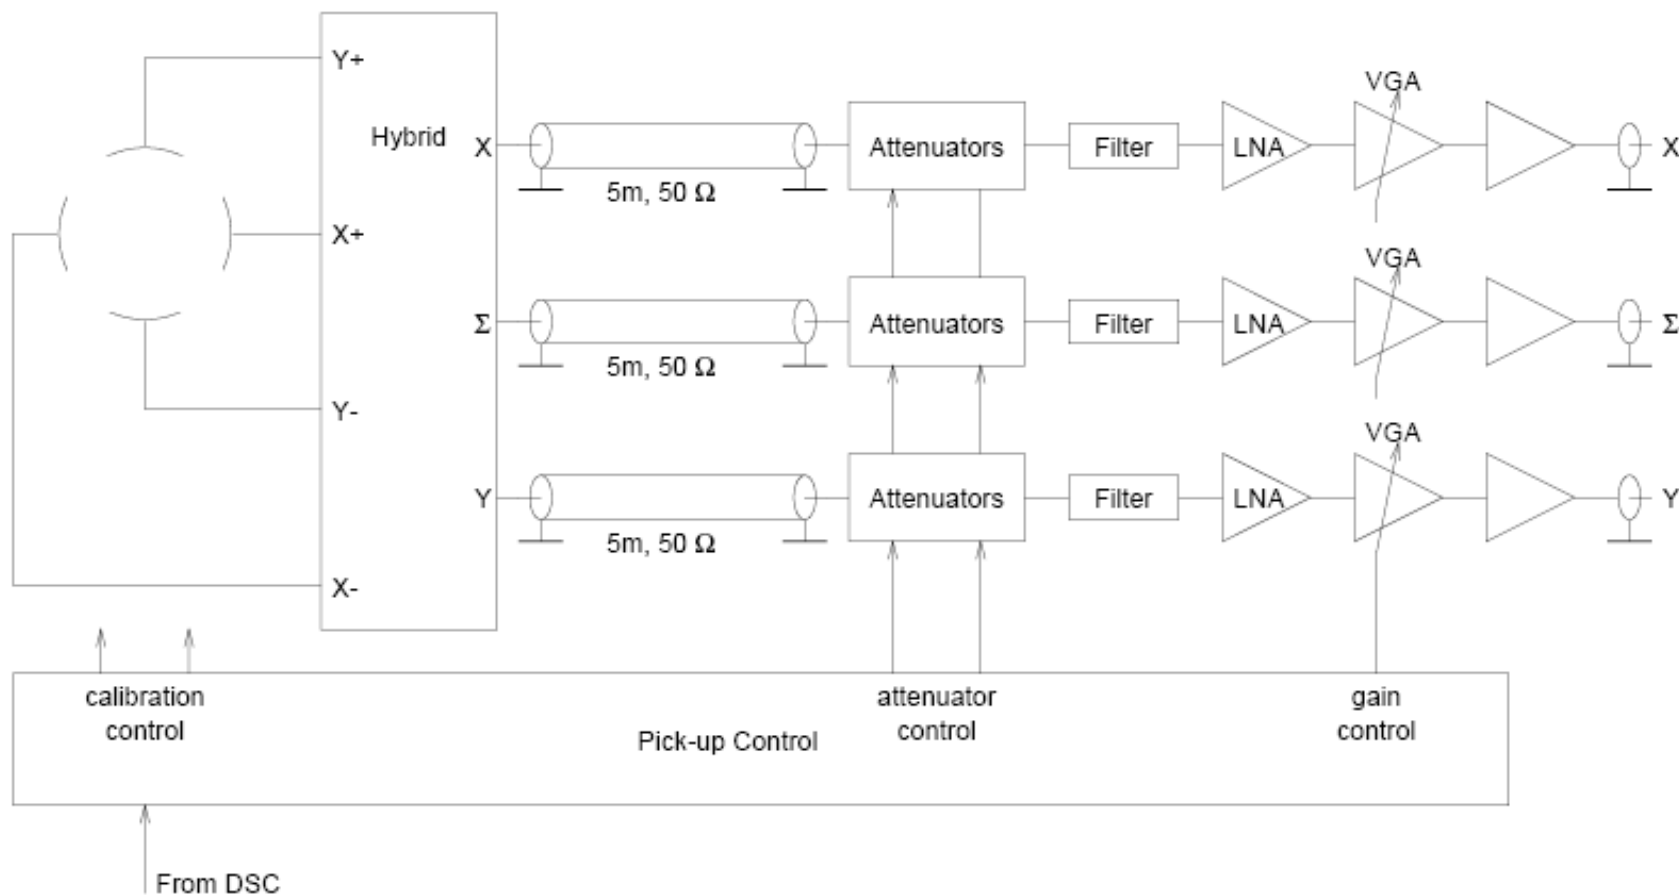 Y+
Hybrid
X
5m, 50 Ω
Attenuators
Filter
LNA
VGA
X
X+
Σ
5m, 50 Ω
Attenuators
Filter
LNA
VGA
Σ
Y-
Y
5m, 50 Ω
Attenuators
Filter
LNA
VGA
Y
X-
calibration
control
attenuator
control
gain
control
Pick-up Control
From DSC